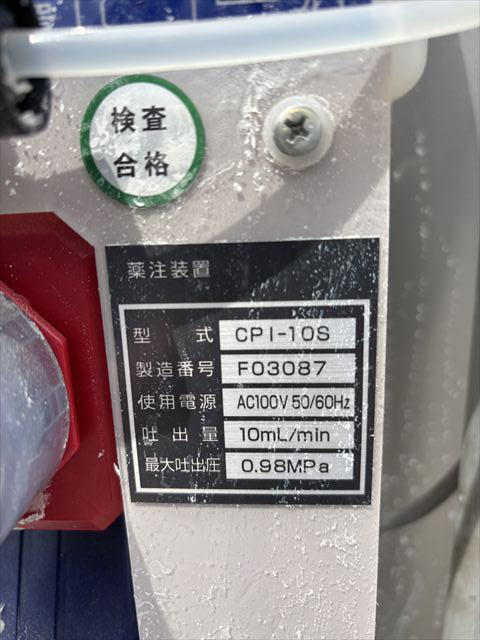 検査
合格
薬注装置
型 式 CPI-10S
製造番号 F03087
使用電源 AC100V 50/60Hz
吐出量 10mL/min
最大吐出圧 0.98MPa